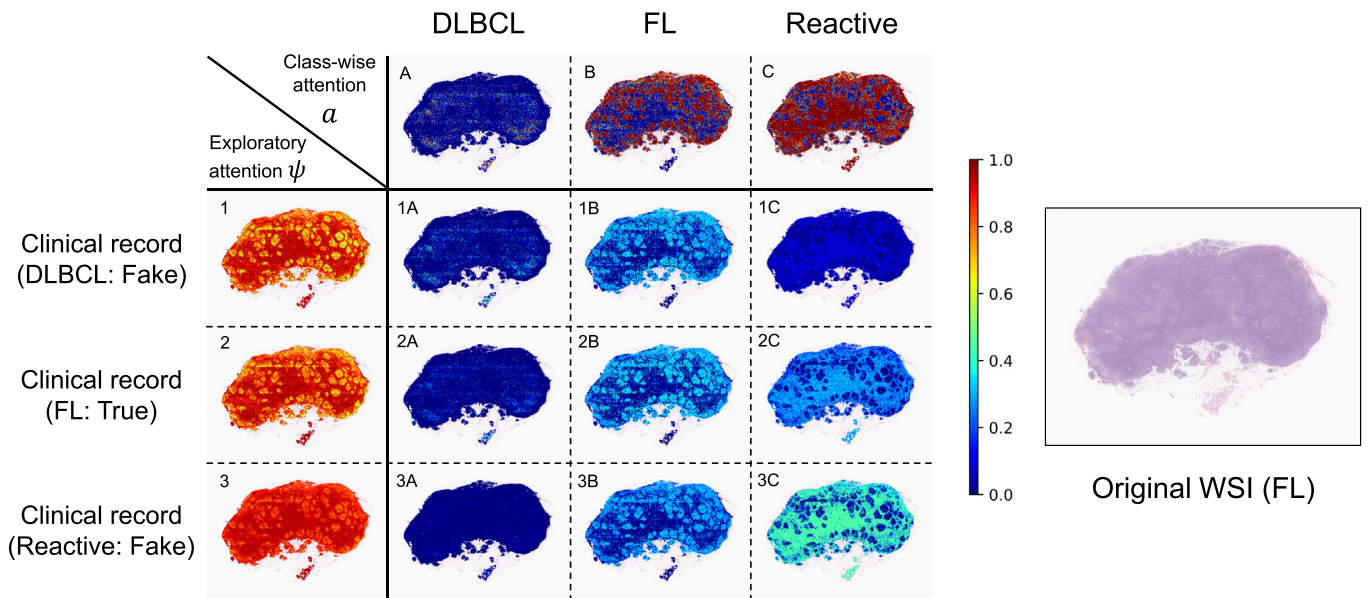 DLBCL FL Reactive
Class-wise
attention
a
Exploratory
attention ψ
A B C
Clinical record
(DLBCL: Fake)
1 1A 1B 1C
Clinical record
(FL: True)
2 2A 2B 2C
Clinical record
(Reactive: Fake)
3 3A 3B 3C
1.0
0.8
0.6
0.4
0.2
0.0
Original WSI (FL)